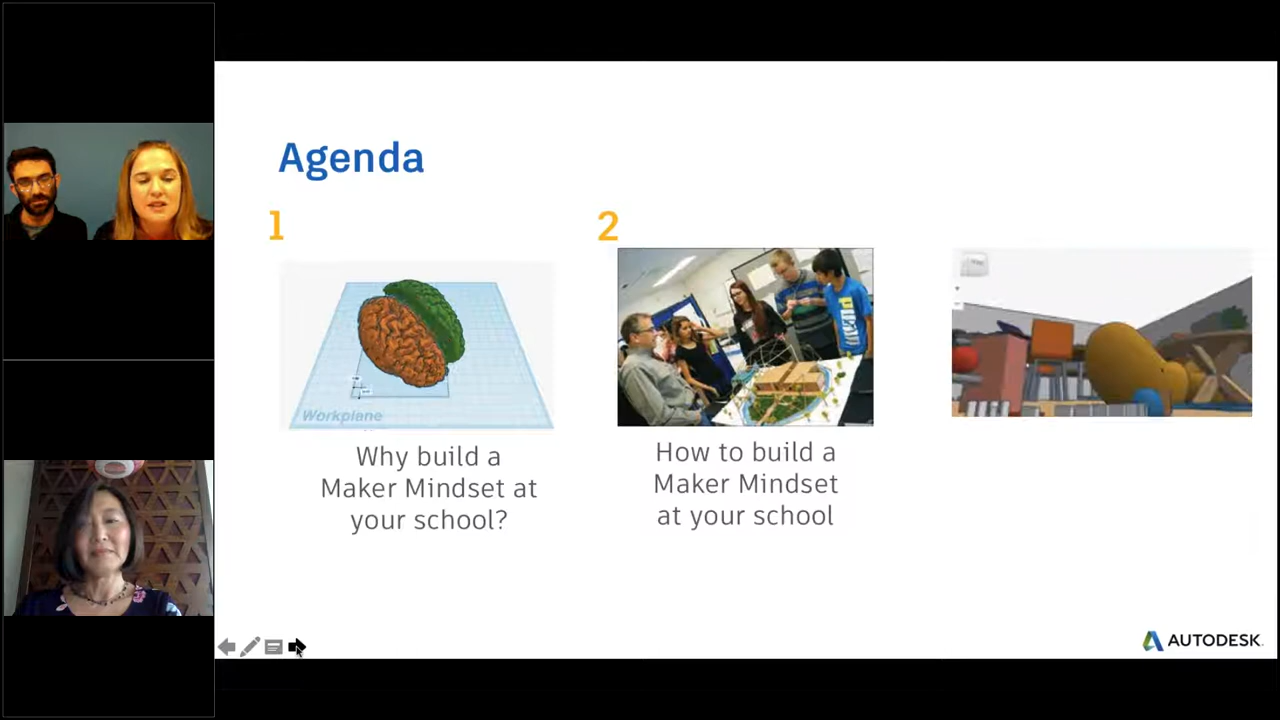 Agenda
1
Why build a
Maker Mindset at
your school?
Workplane
2
How to build a
Maker Mindset
at your school
AUTODESK.